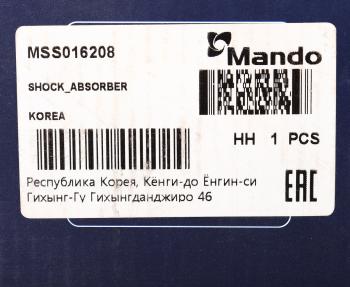 MSS016208
Mando
SHOCK_ABSORBER
KOREA
HH 1 PCS
Республика Корея, Кёнги-до Ёнгин-си
Гихынг-Гу Гихынгданджиро 46
EAC